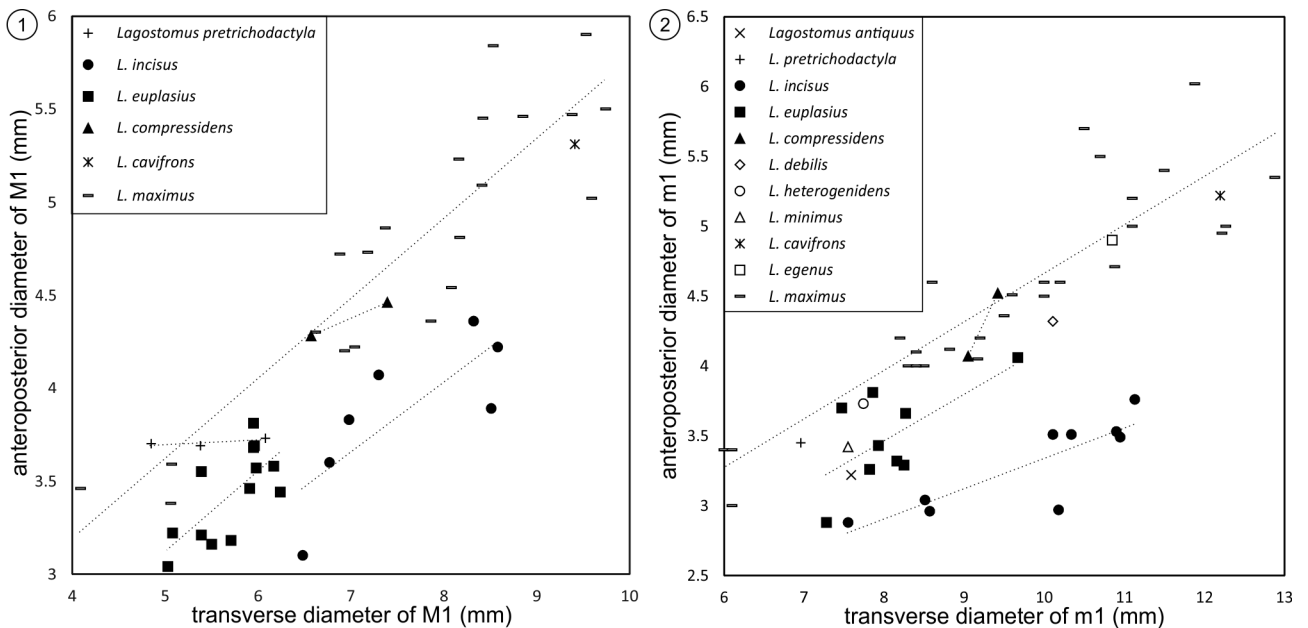 1
Lagostomus pretrichodactyla
L. incisus
L. euplasius
L. compressidens
L. cavifrons
L. maximus
6
5.5
5
4.5
4
3.5
3
anteroposterior diameter of M1 (mm)
4 5 6 7 8 9 10
transverse diameter of M1 (mm)
2
Lagostomus antiquus
L. pretrichodactyla
L. incisus
L. euplasius
L. compressidens
L. debilis
L. heterogenidens
L. minimus
L. cavifrons
L. egenus
L. maximus
6.5
6
5.5
5
4.5
4
3.5
3
2.5
anteroposterior diameter of m1 (mm)
6 7 8 9 10 11 12 13
transverse diameter of m1 (mm)